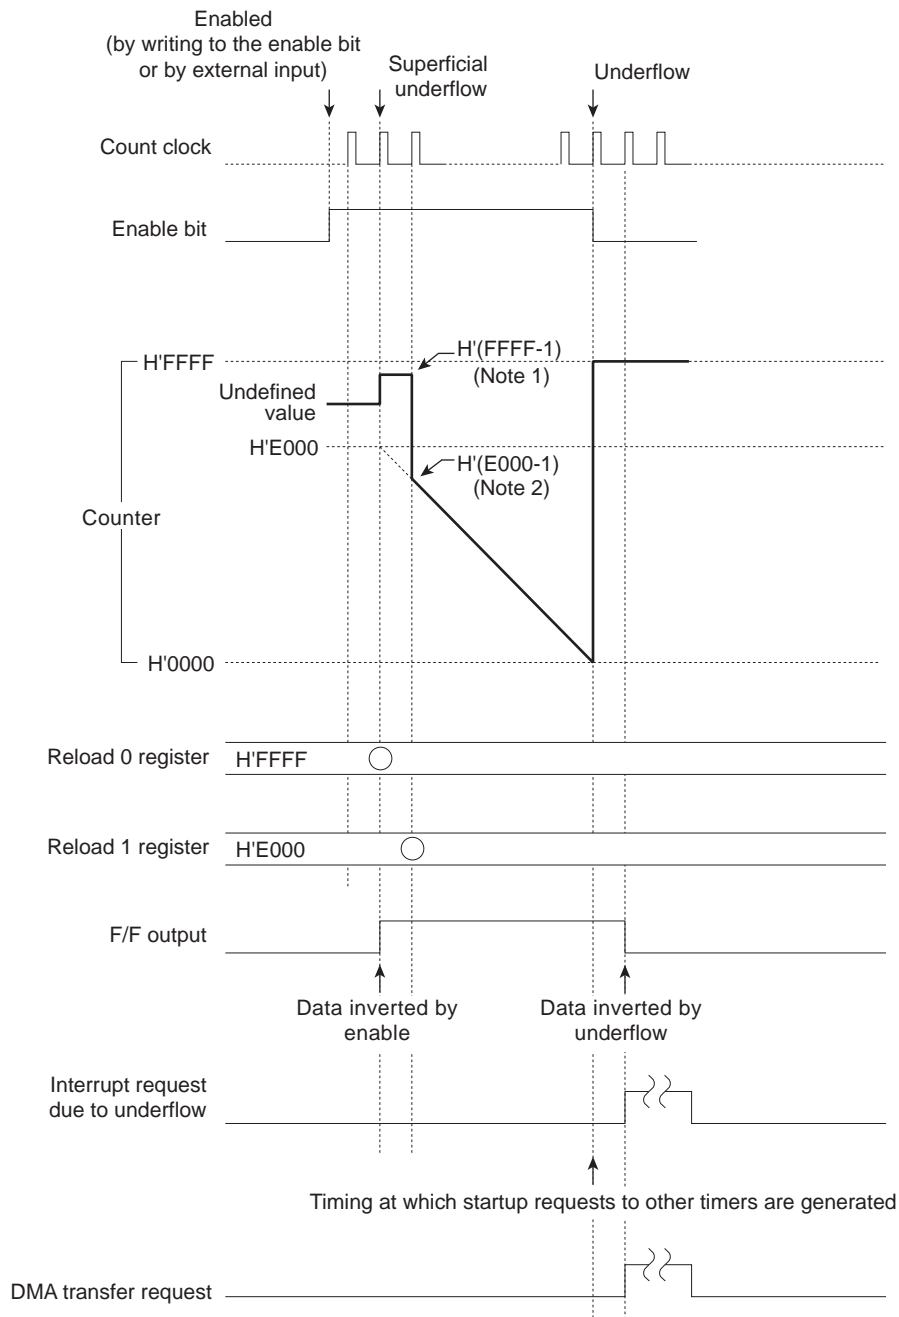 Enabled
(by writing to the enable bit
or by external input)
Superficial
underflow
Underflow
Count clock
Enable bit
H'FFFF
H'(FFFF-1)
(Note 1)
Undefined
value
H'E000
H'(E000-1)
(Note 2)
Counter
H'0000
Reload 0 register
H'FFFF
Reload 1 register
H'E000
F/F output
Data inverted by
enable
Data inverted by
underflow
Interrupt request
due to underflow
Timing at which startup requests to other timers are generated
DMA transfer request